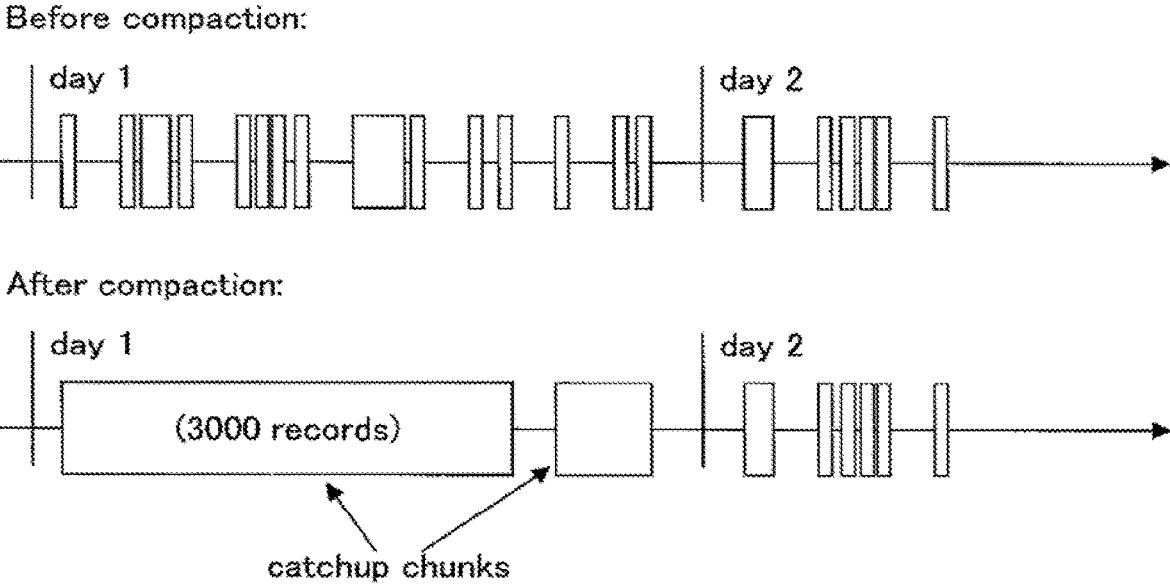 Before compaction:
day 1
day 2
After compaction:
day 1
day 2
(3000 records)
catchup chunks